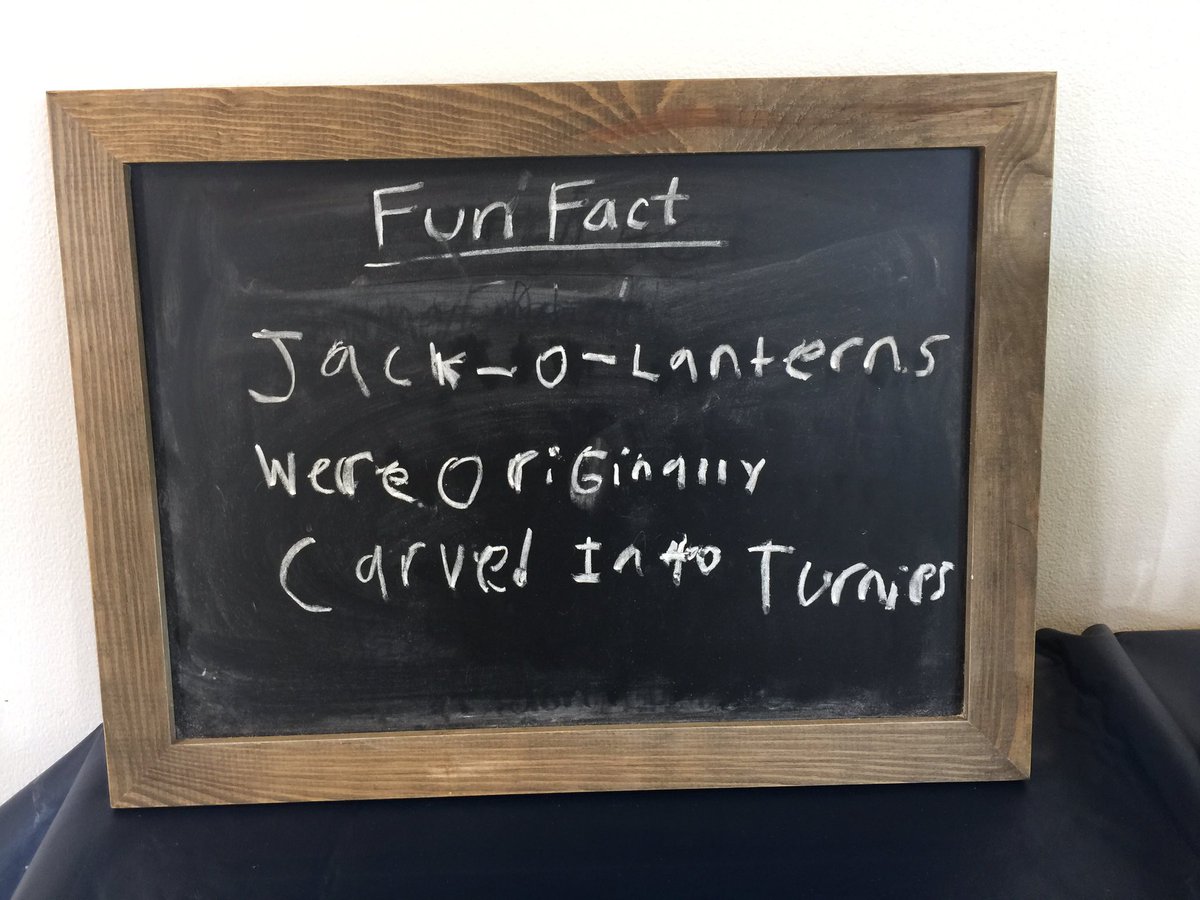 Fun Fact
Jack-o-Lanterns
Were Originally
Carved Into Turnips